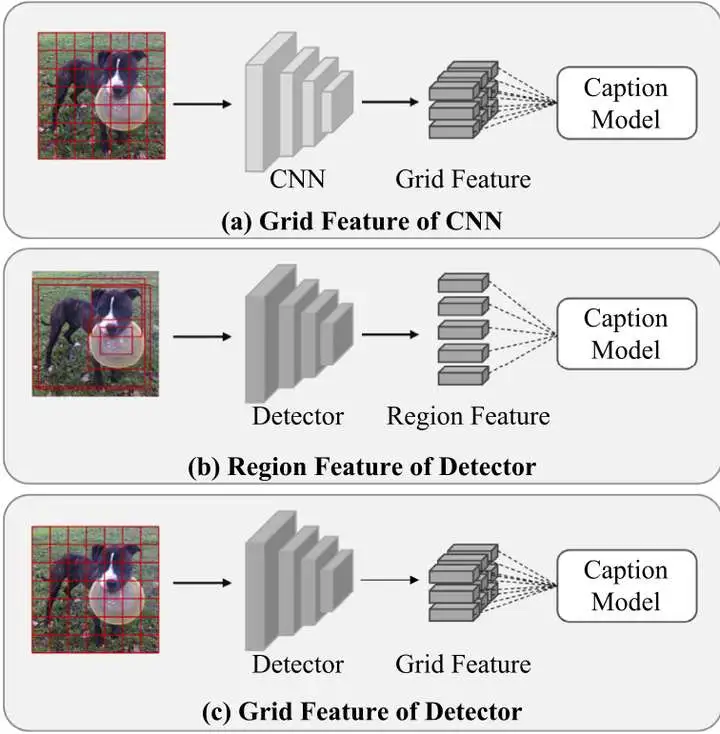 Caption
Model
CNN
Grid Feature
(a) Grid Feature of CNN
Caption
Model
Detector
Region Feature
(b) Region Feature of Detector
Caption
Model
Detector
Grid Feature
(c) Grid Feature of Detector